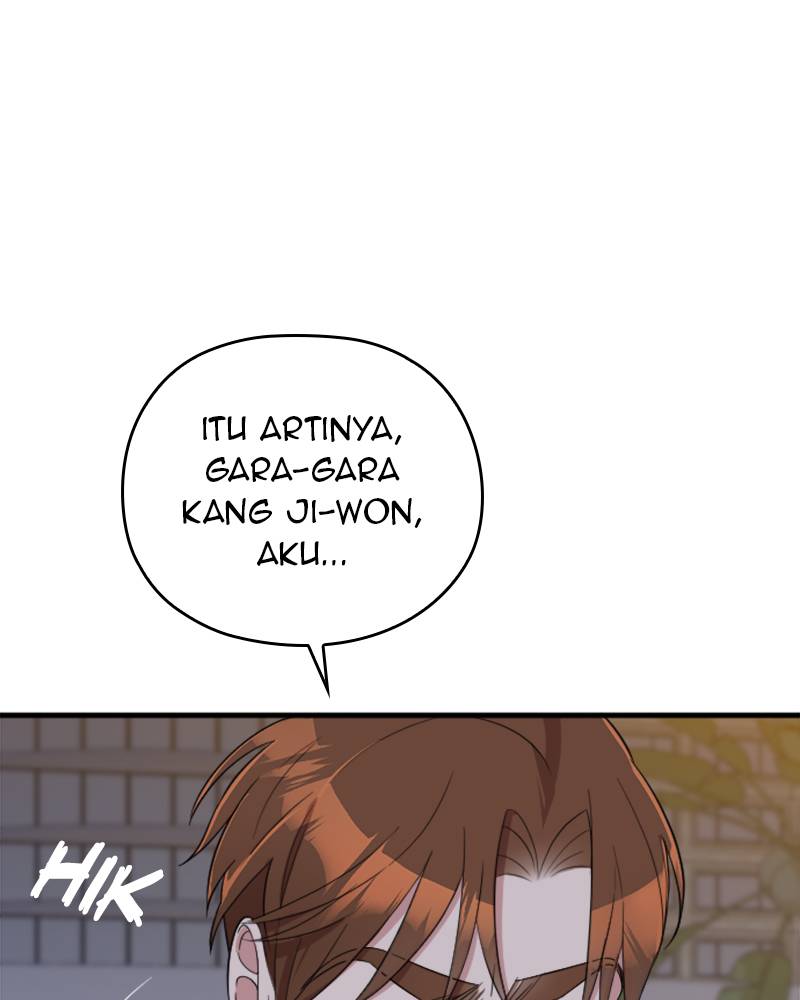 ITU ARTINYA,
GARA-GARA
KANG JI-WON,
AKU...
HIK